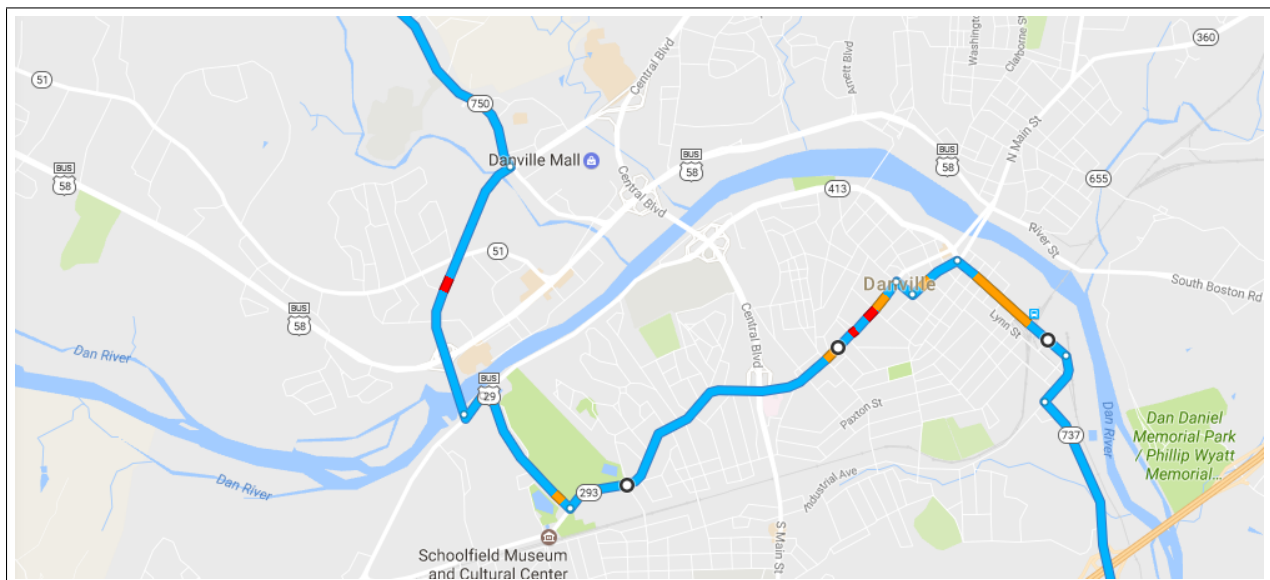 Washington
Claiborne St
360
Central Blvd
Arnett Blvd
51
750
N Main St
Danville Mall
BUS
58
BUS
58
BUS
58
655
Central Blvd
413
River St
51
South Boston Rd
Danville
BUS
58
Lynn St
Central Blvd
Dan River
BUS
29
Paxton St
Dan River
737
Dan Daniel
Memorial Park
/ Phillip Wyatt
Memorial...
Industrial Ave
Dan River
293
S Main St
Schoolfield Museum
and Cultural Center